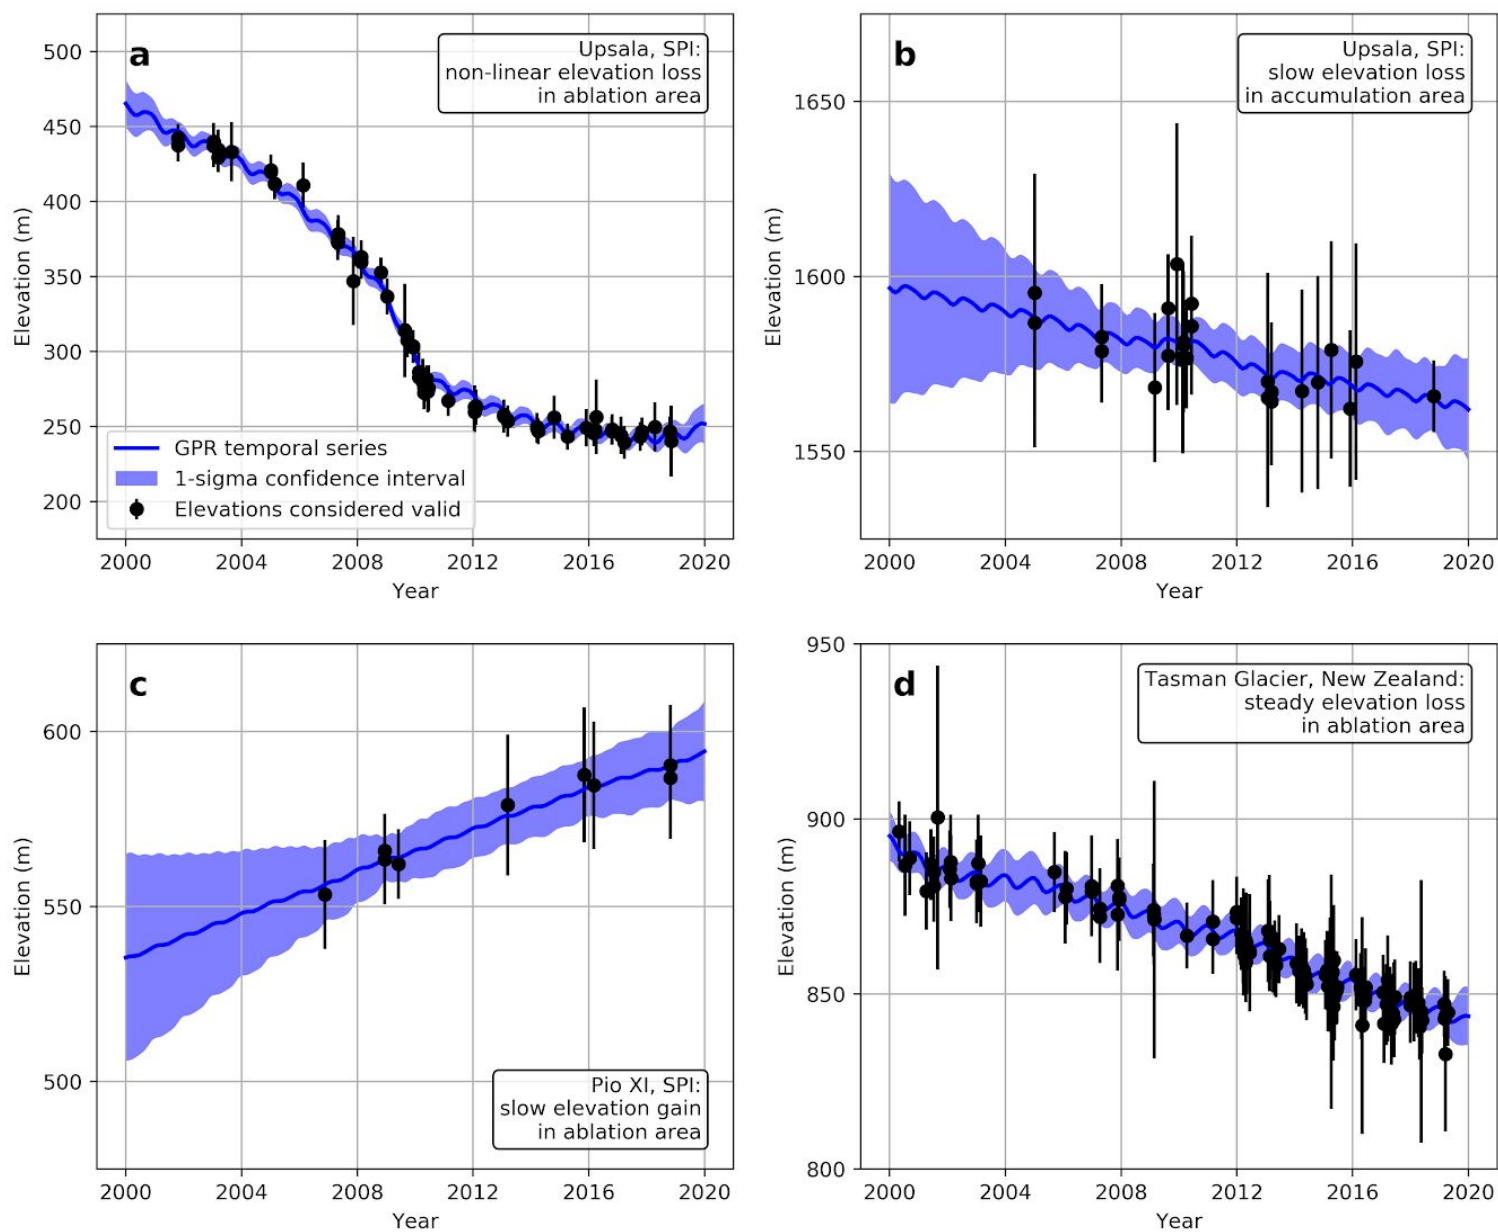 a
Upsala, SPI:
non-linear elevation loss
in ablation area
500
450
400
350
300
250
200
Elevation (m)
GPR temporal series
1-sigma confidence interval
Elevations considered valid
2000 2004 2008 2012 2016 2020
Year
b
Upsala, SPI:
slow elevation loss
in accumulation area
1650
1600
1550
Elevation (m)
2000 2004 2008 2012 2016 2020
Year
c
600
550
500
Elevation (m)
Pio XI, SPI:
slow elevation gain
in ablation area
2000 2004 2008 2012 2016 2020
Year
d
Tasman Glacier, New Zealand:
steady elevation loss
in ablation area
950
900
850
800
Elevation (m)
2000 2004 2008 2012 2016 2020
Year